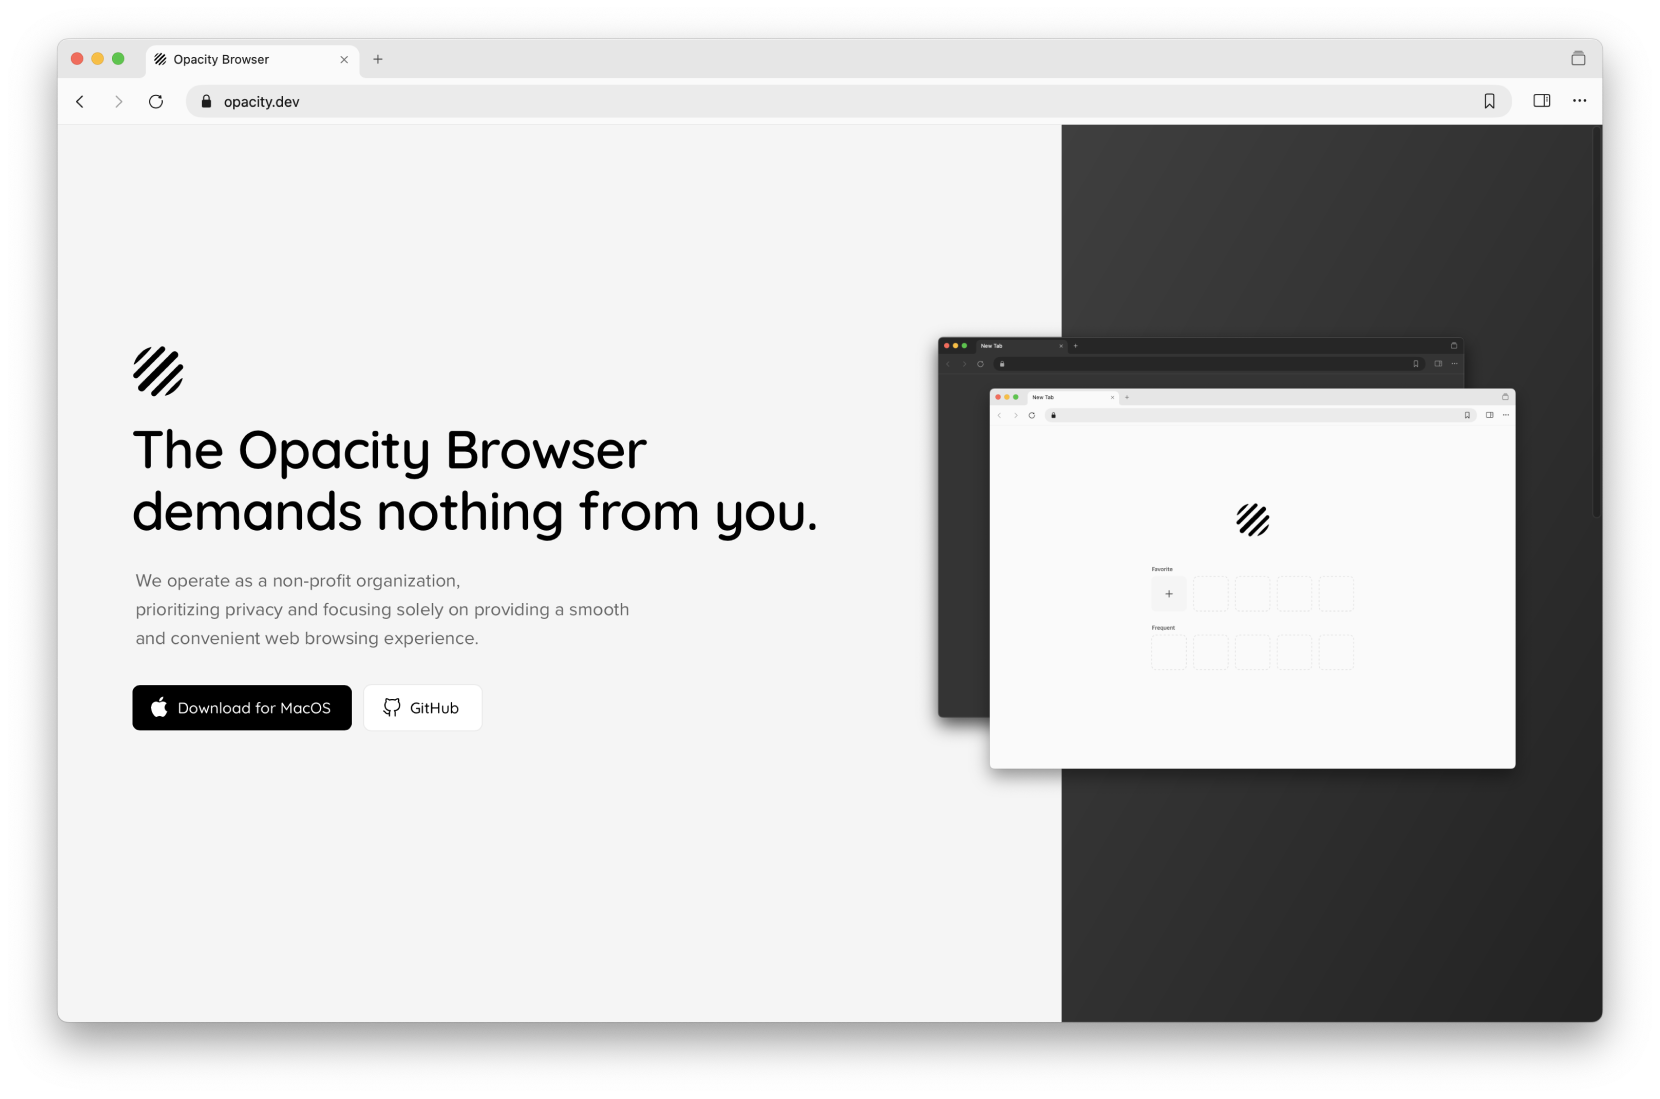 Opacity Browser
opacity.dev
The Opacity Browser
demands nothing from you.
We operate as a non-profit organization,
prioritizing privacy and focusing solely on providing a smooth
and convenient web browsing experience.
Download for MacOS
GitHub
New Tab
New Tab
Favorite
Frequent